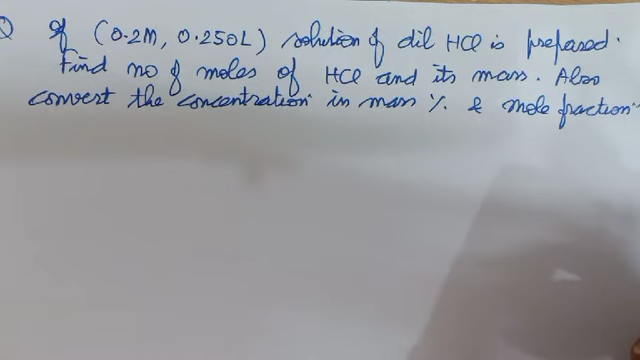 Q If (0.2M, 0.250L) solution of dil HCl is prepared.
Find no of moles of HCl and its mass. Also
convert the concentration in mass % & mole fraction.